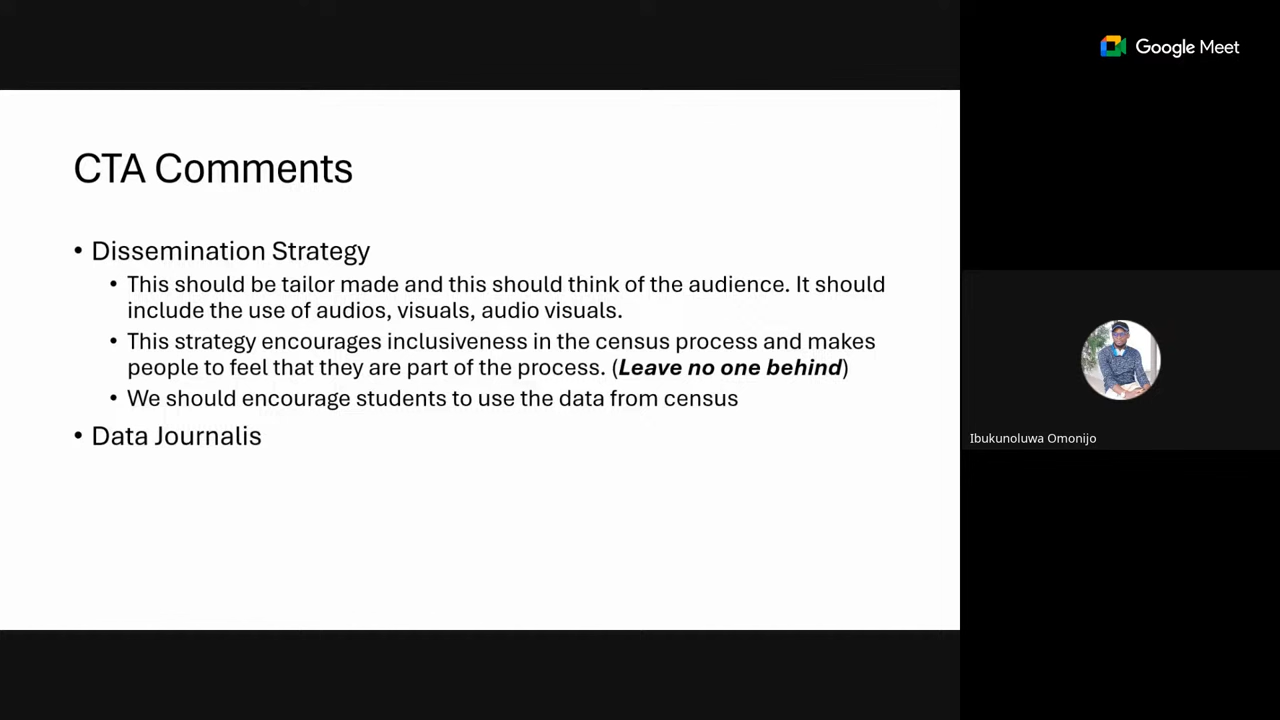 Google Meet
CTA Comments
• Dissemination Strategy
• This should be tailor made and this should think of the audience. It should
include the use of audios, visuals, audio visuals.
• This strategy encourages inclusiveness in the census process and makes
people to feel that they are part of the process. (Leave no one behind)
• We should encourage students to use the data from census
• Data Journalis
Ibukunoluwa Omonijo